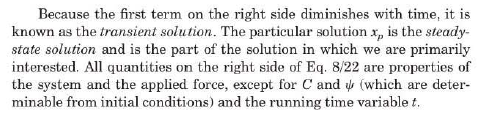 Because the first term on the right side diminishes with time, it is
known as the transient solution. The particular solution xₚ is the steady-
state solution and is the part of the solution in which we are primarily
interested. All quantities on the right side of Eq. 8/22 are properties of
the system and the applied force, except for C and ψ (which are deter-
minable from initial conditions) and the running time variable t.